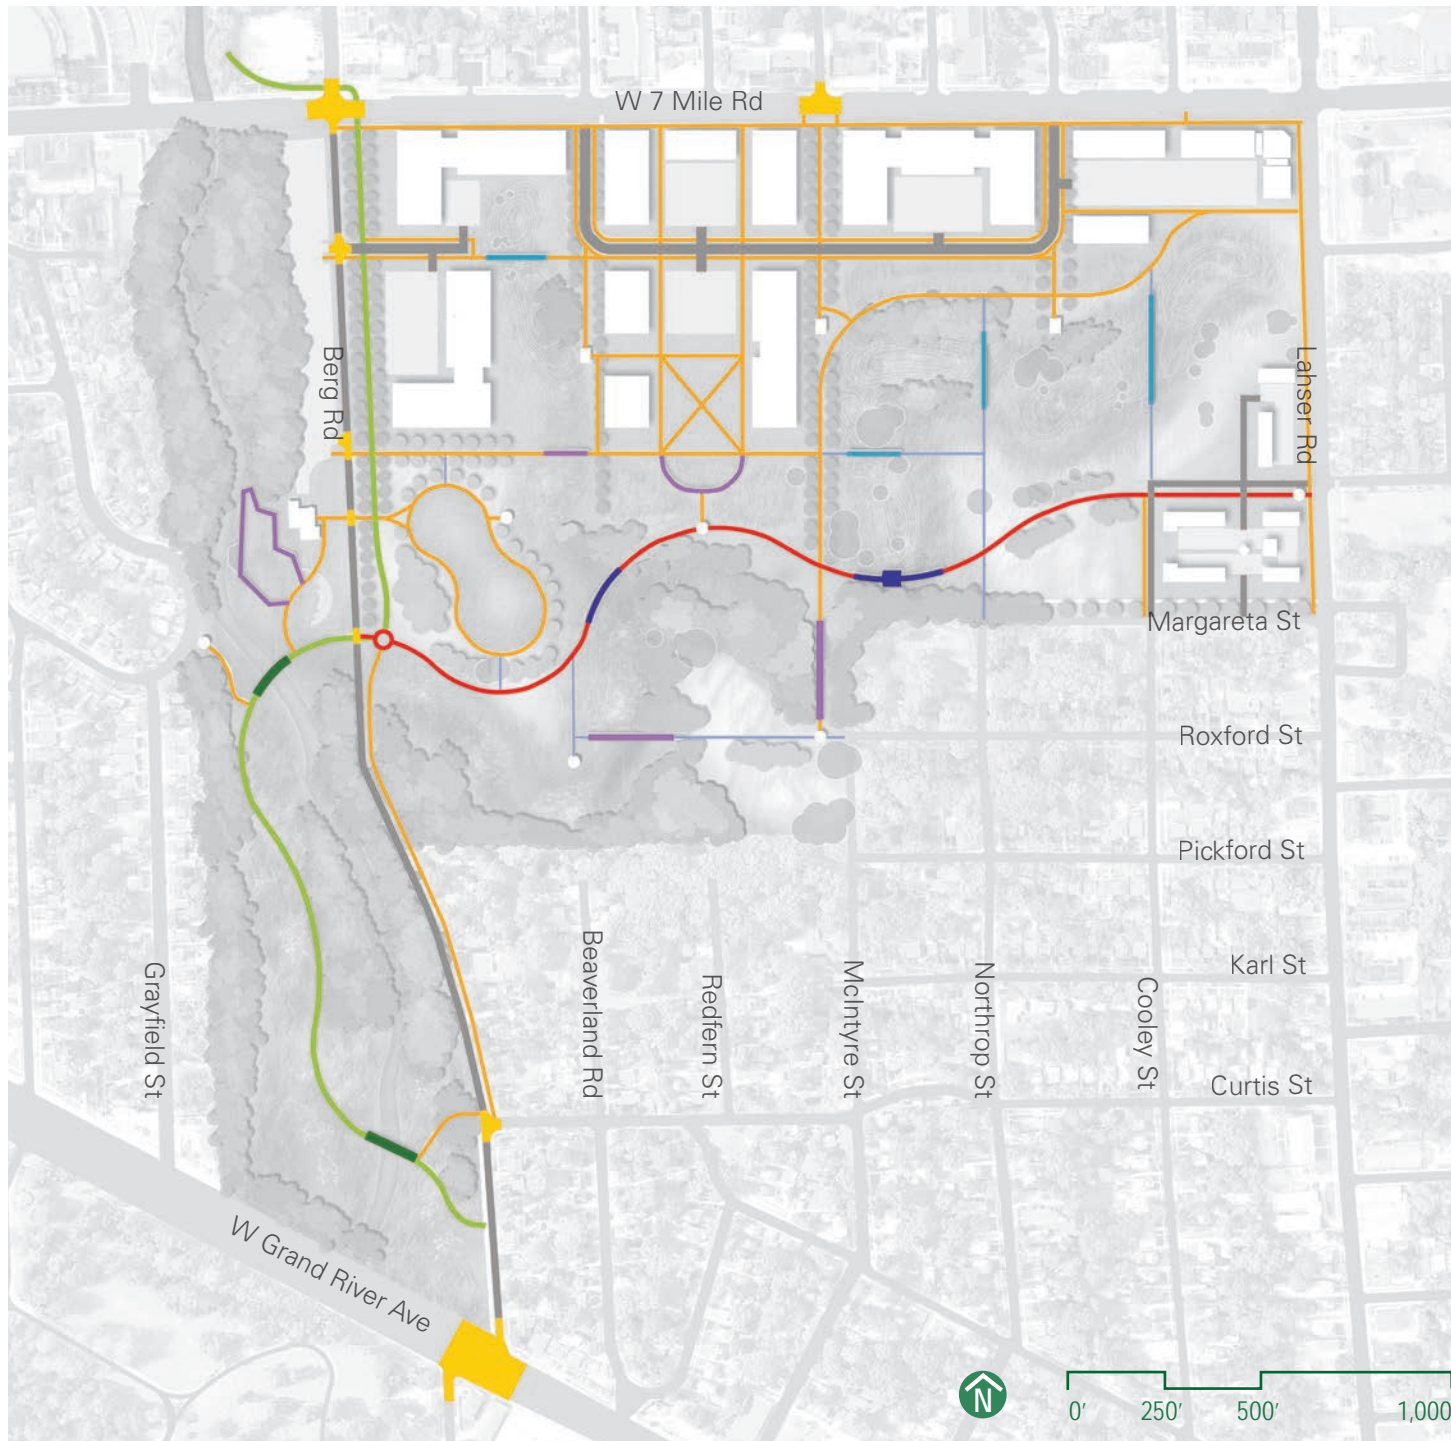 W 7 Mile Rd
Berg Rd
Lahser Rd
Margareta St
Roxford St
Pickford St
Karl St
Curtis St
Grayfield St
Beaverland Rd
Redfern St
McIntyre St
Northrop St
Cooley St
W Grand River Ave
N
0' 250' 500' 1,000